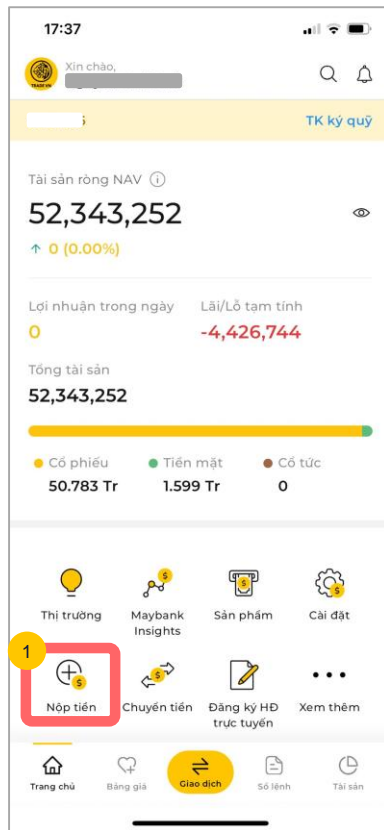 17:37
Xin chào,
TRADE VN
TK ký quỹ
Tài sản ròng NAV
52,343,252
0 (0.00%)
Lợi nhuận trong ngày Lãi/Lỗ tạm tính
0 -4,426,744
Tổng tài sản
52,343,252
Cổ phiếu Tiền mặt Cổ tức
50.783 Tr 1.599 Tr 0
Thị trường Maybank Insights Sản phẩm Cài đặt
1
Nộp tiền Chuyển tiền Đăng ký HĐ trực tuyến Xem thêm
Trang chủ Bảng giá Giao dịch Sổ lệnh Tài sản